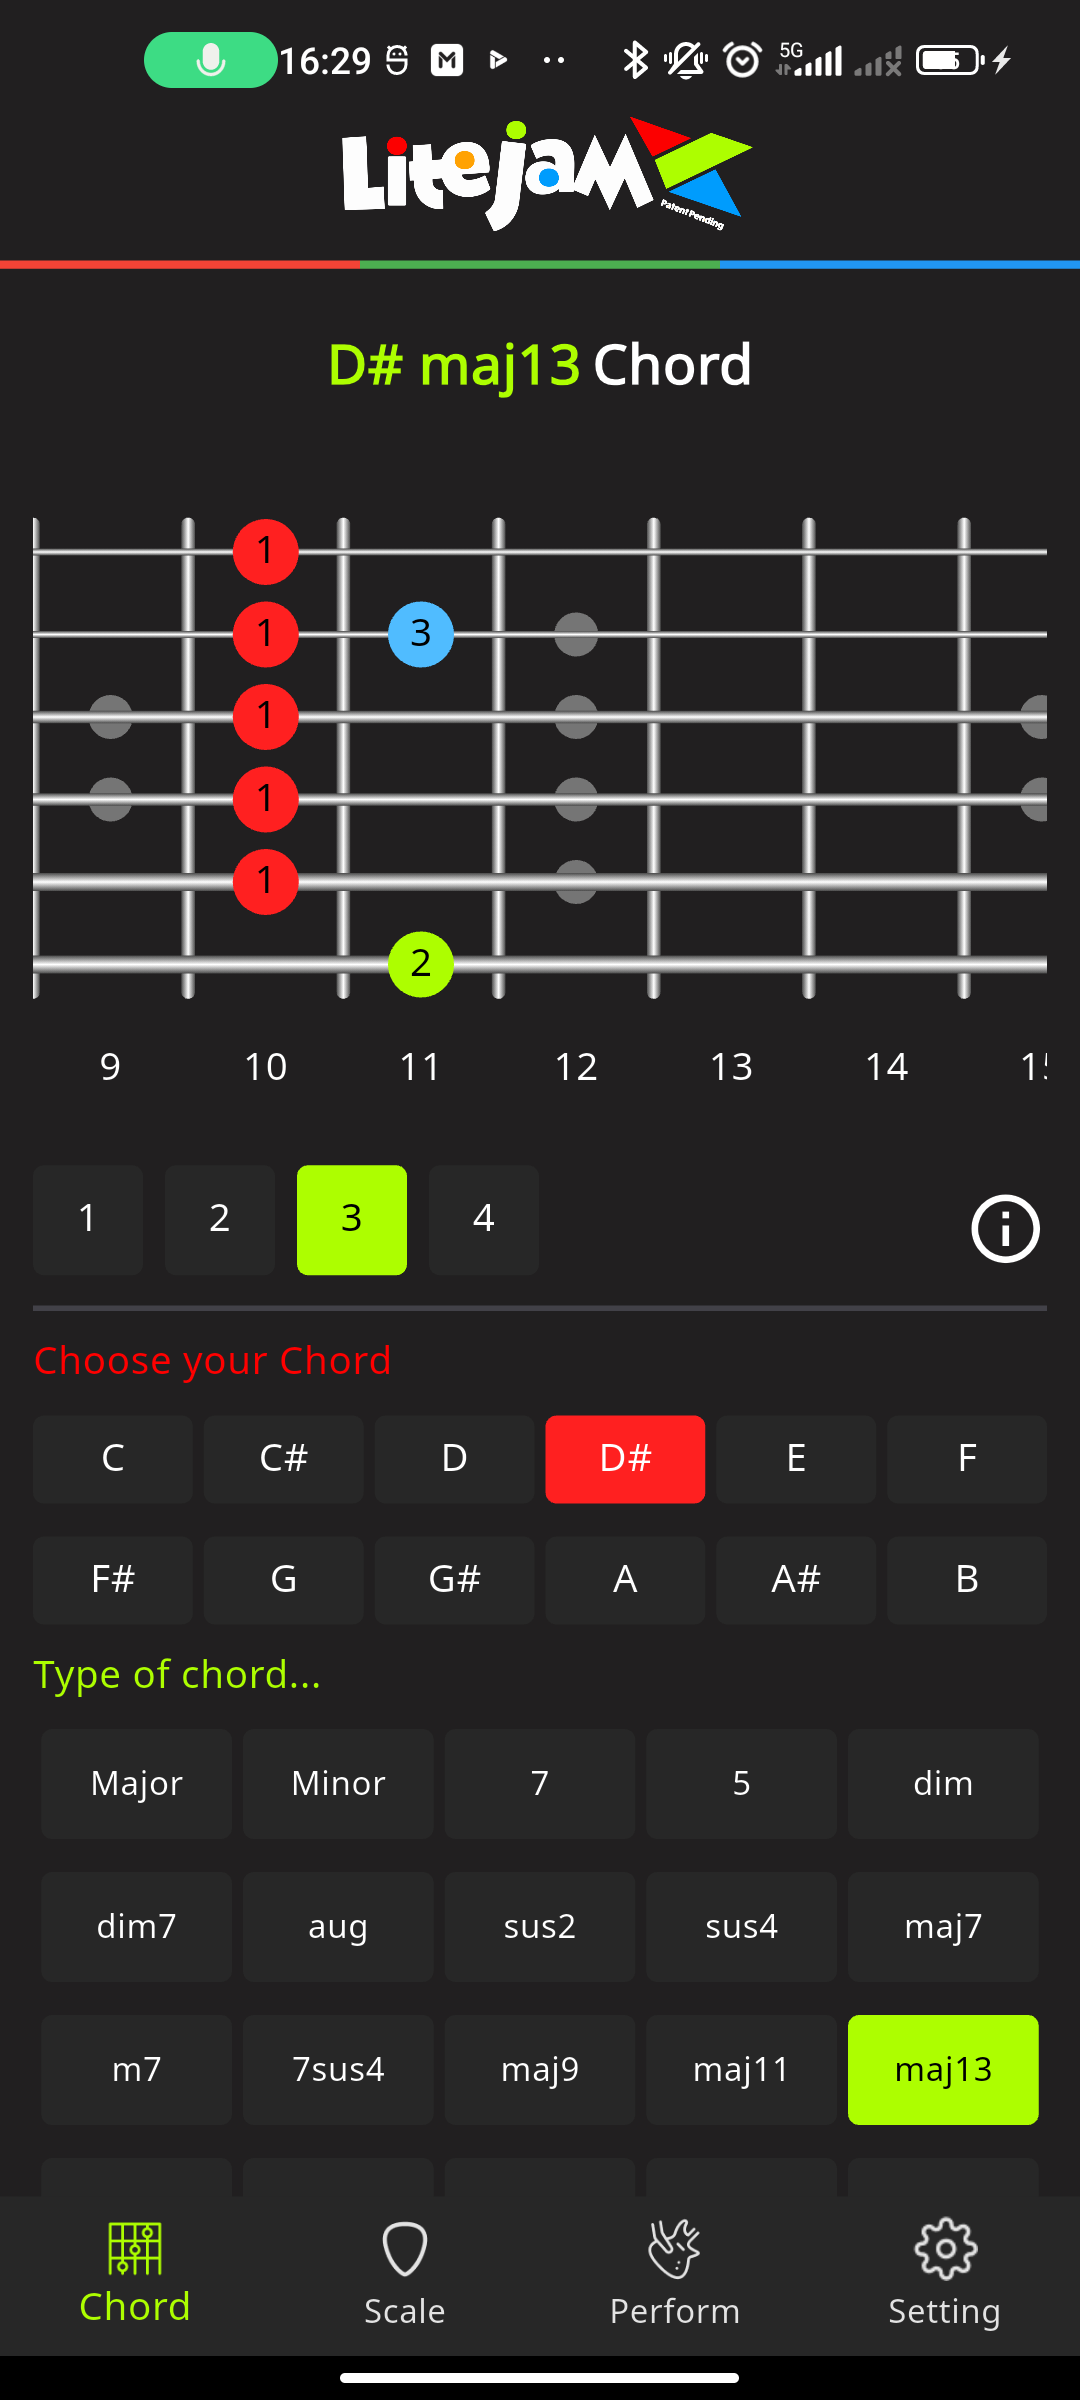 16:29 5G
Litejam
Patent Pending
D# maj13 Chord
1
1 3
1
1
1
2
9 10 11 12 13 14
1 2 3 4
Choose your Chord
C C# D D# E F
F# G G# A A# B
Type of chord...
Major Minor 7 5 dim
dim7 aug sus2 sus4 maj7
m7 7sus4 maj9 maj11 maj13
Chord Scale Perform Setting